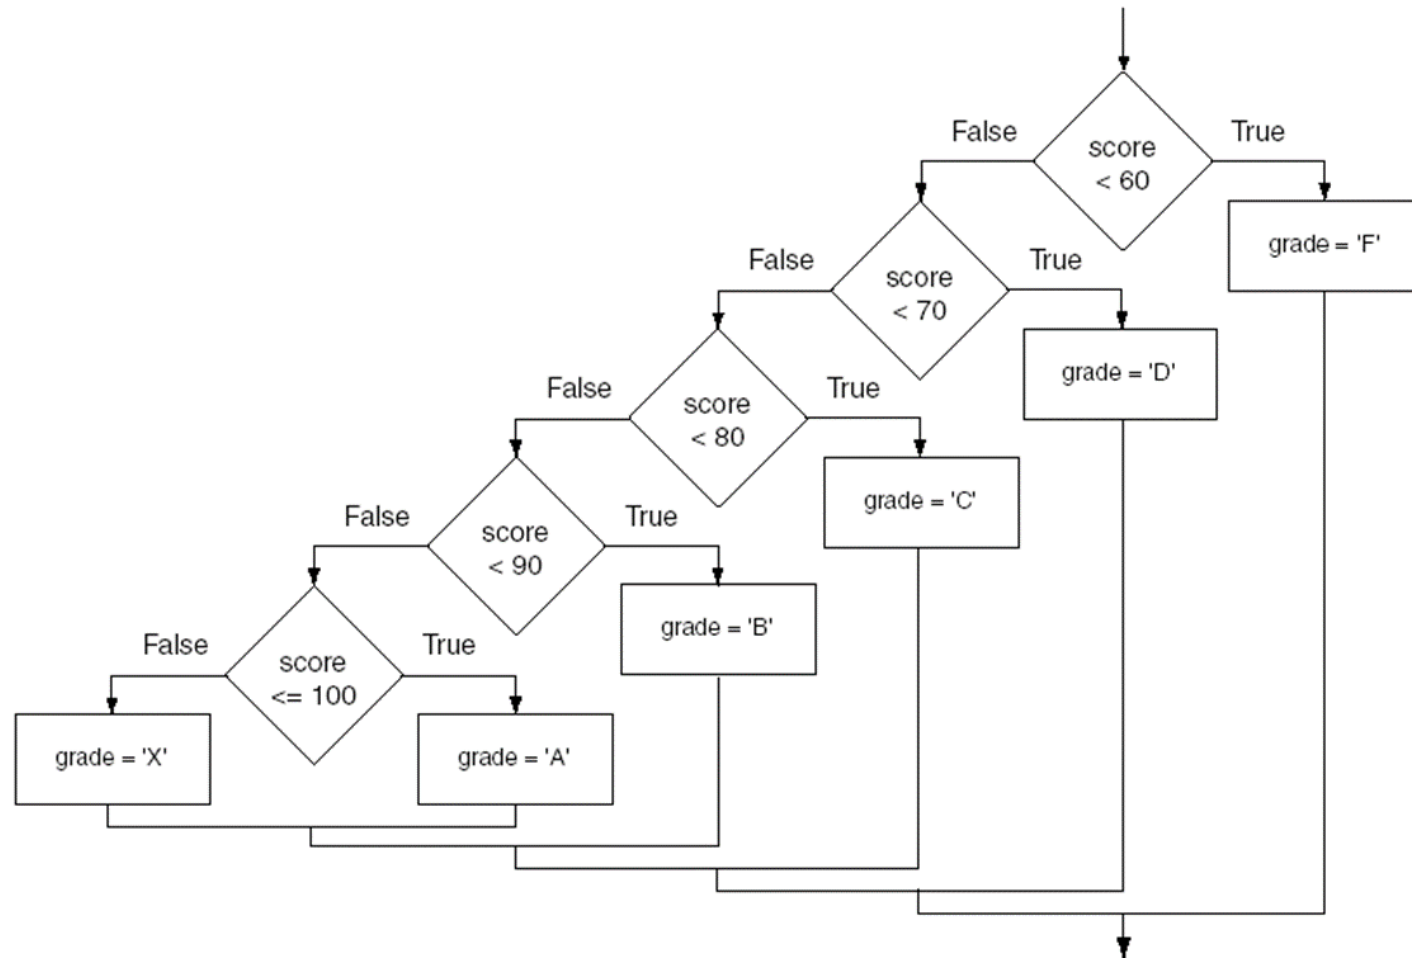 False
True
score
< 60
grade = 'F'
False
True
score
< 70
grade = 'D'
False
True
score
< 80
grade = 'C'
False
True
score
< 90
grade = 'B'
False
True
score
<= 100
grade = 'X'
grade = 'A'